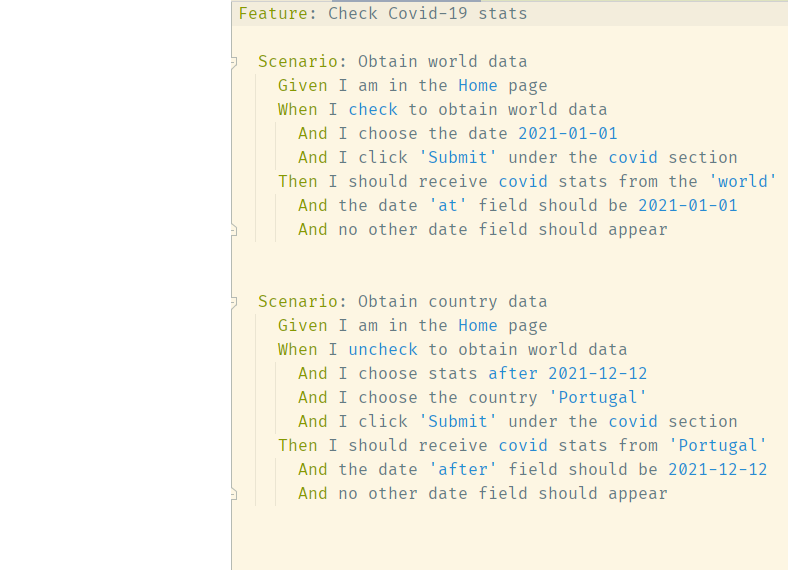 Feature: Check Covid-19 stats
Scenario: Obtain world data
Given I am in the Home page
When I check to obtain world data
And I choose the date 2021-01-01
And I click 'Submit' under the covid section
Then I should receive covid stats from the 'world'
And the date 'at' field should be 2021-01-01
And no other date field should appear
Scenario: Obtain country data
Given I am in the Home page
When I uncheck to obtain world data
And I choose stats after 2021-12-12
And I choose the country 'Portugal'
And I click 'Submit' under the covid section
Then I should receive covid stats from 'Portugal'
And the date 'after' field should be 2021-12-12
And no other date field should appear